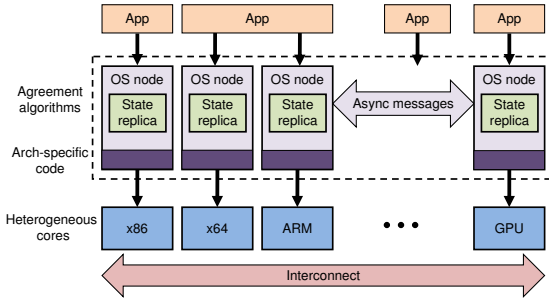 App App App App
OS node OS node OS node OS node
Agreement
algorithms
State
replica
State
replica
State
replica
Async messages
State
replica
Arch-specific
code
Heterogeneous
cores
x86 x64 ARM GPU
Interconnect